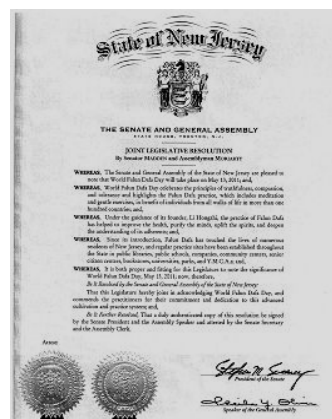 State of New Jersey
THE SENATE AND GENERAL ASSEMBLY
STATE HOUSE, TRENTON, N.J.
JOINT LEGISLATIVE RESOLUTION
By Senator MADDEN and Assemblyman MORIARTY
WHEREAS, The Senate and General Assembly of the State of New Jersey are pleased to
note that World Falun Dafa Day will take place on May 13, 2011; and,
WHEREAS, World Falun Dafa Day celebrates the principles of truthfulness, compassion,
and tolerance and highlights the Falun Dafa practice, which includes meditation
and gentle exercises, to benefit of individuals from all walks of life in more than one
hundred countries; and,
WHEREAS, Under the guidance of its founder, Li Hongzhi, the practice of Falun Dafa
has helped to improve the health, purify the minds, uplift the spirits, and deepen
the understanding of its adherents; and,
WHEREAS, Since its introduction, Falun Dafa has touched the lives of numerous
residents of New Jersey, and regular practice sites have been established throughout
the State in public libraries, public schools, companies, community centers, senior
citizen centers, bookstores, universities, parks, and Y.M.C.A.s; and,
WHEREAS, It is both proper and fitting for this Legislature to note the significance of
World Falun Dafa Day, May 13, 2011; now, therefore,
Be It Resolved by the Senate and General Assembly of the State of New Jersey:
That this Legislature hereby joins in acknowledging World Falun Dafa Day, and
commends the practitioners for their commitment and dedication to this advanced
cultivation and practice system; and,
Be It Further Resolved, That a duly authenticated copy of this resolution be signed
by the Senate President and the Assembly Speaker and attested by the Senate Secretary
and the Assembly Clerk.
Attest:
President of the Senate
Speaker of the General Assembly